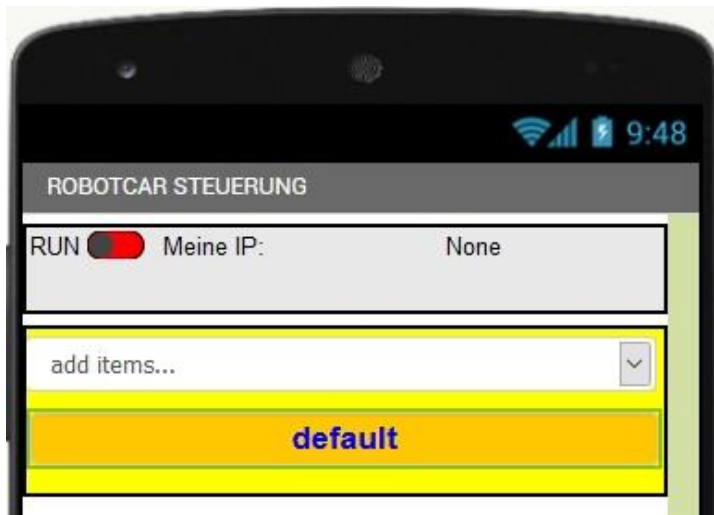 9:48
ROBOTCAR STEUERUNG
RUN Meine IP: None
add items...
default